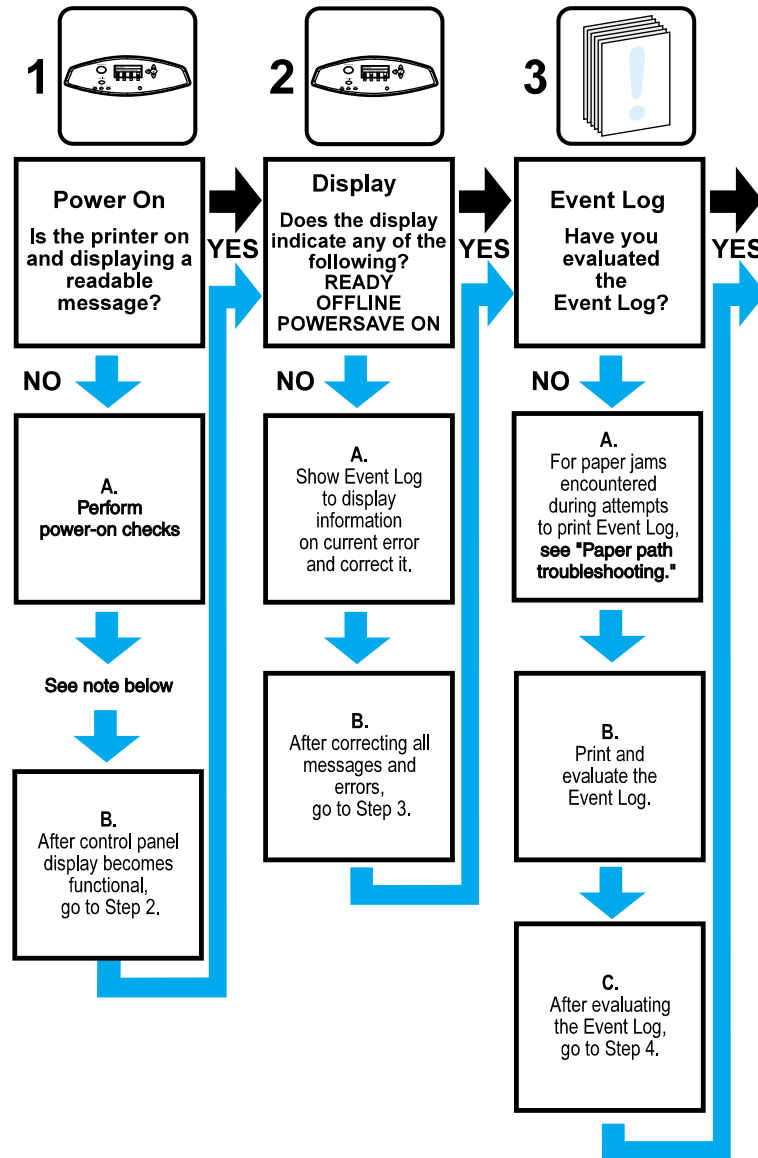 1
2
3
Power On
Is the printer on
and displaying a
readable
message?
YES
NO
A.
Perform
power-on checks
See note below
B.
After control panel
display becomes
functional,
go to Step 2.
Display
Does the display
indicate any of the
following?
READY
OFFLINE
POWERSAVE ON
YES
NO
A.
Show Event Log
to display
information
on current error
and correct it.
B.
After correcting all
messages and
errors,
go to Step 3.
Event Log
Have you
evaluated
the
Event Log?
YES
NO
A.
For paper jams
encountered
during attempts
to print Event Log,
see "Paper path
troubleshooting."
B.
Print and
evaluate the
Event Log.
C.
After evaluating
the Event Log,
go to Step 4.